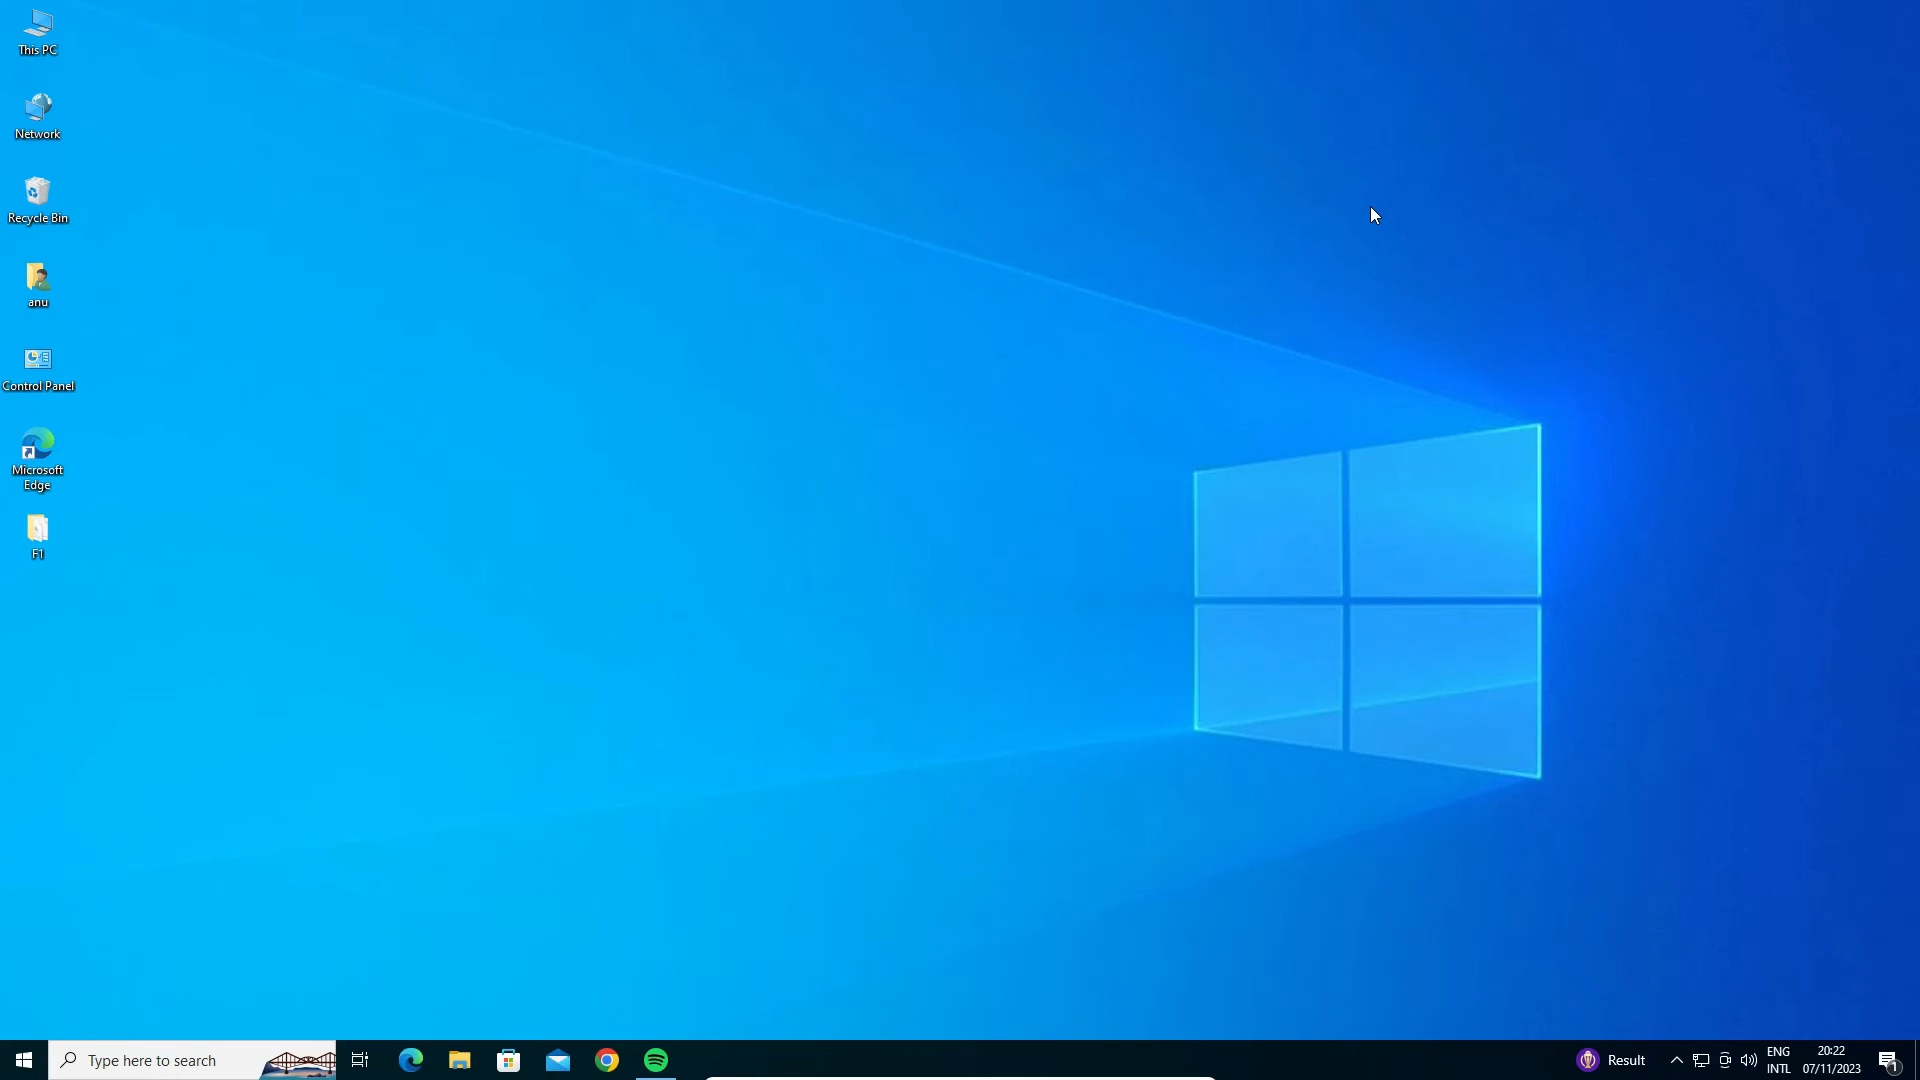 This PC
Network
Recycle Bin
anu
Control Panel
Microsoft
Edge
F1
Type here to search
Result
ENG
INTL
20:22
07/11/2023
1